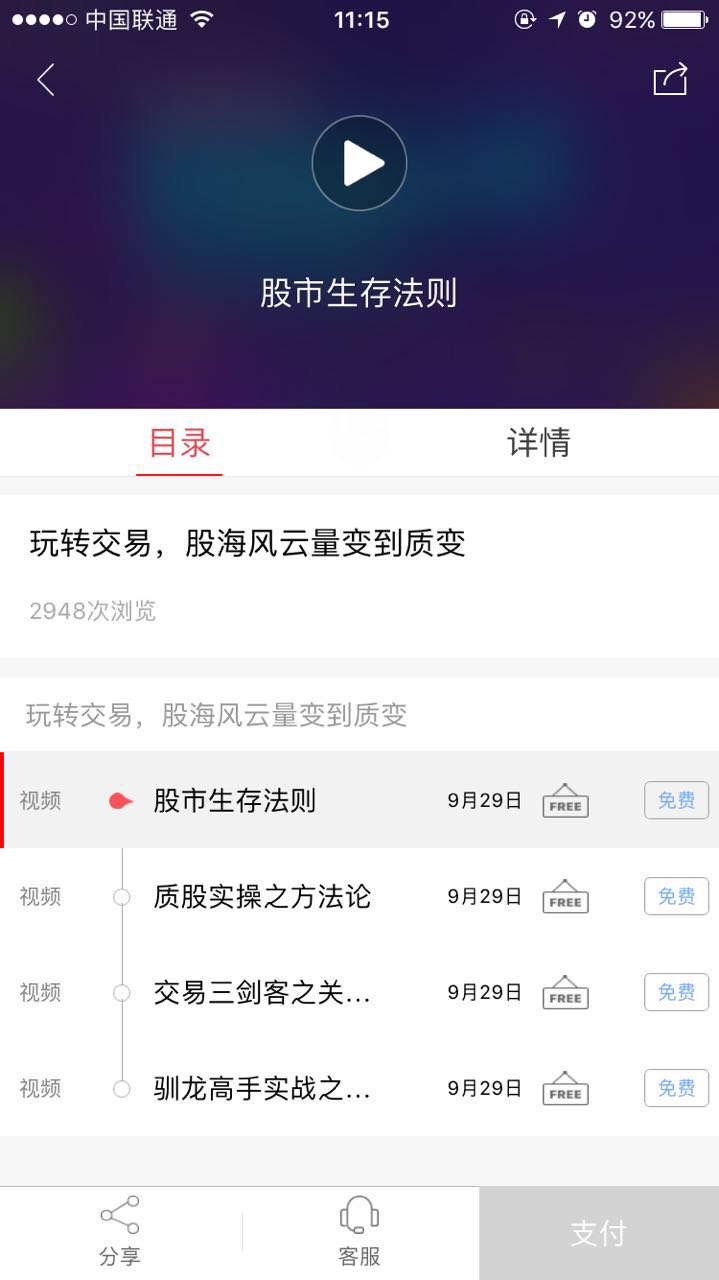 中国联通 11:15 92%
股市生存法则
目录 详情
玩转交易，股海风云量变到质变
2948次浏览
玩转交易，股海风云量变到质变
视频 股市生存法则 9月29日 FREE 免费
视频 质股实操之方法论 9月29日 FREE 免费
视频 交易三剑客之关... 9月29日 FREE 免费
视频 驯龙高手实战之... 9月29日 FREE 免费
分享 客服 支付